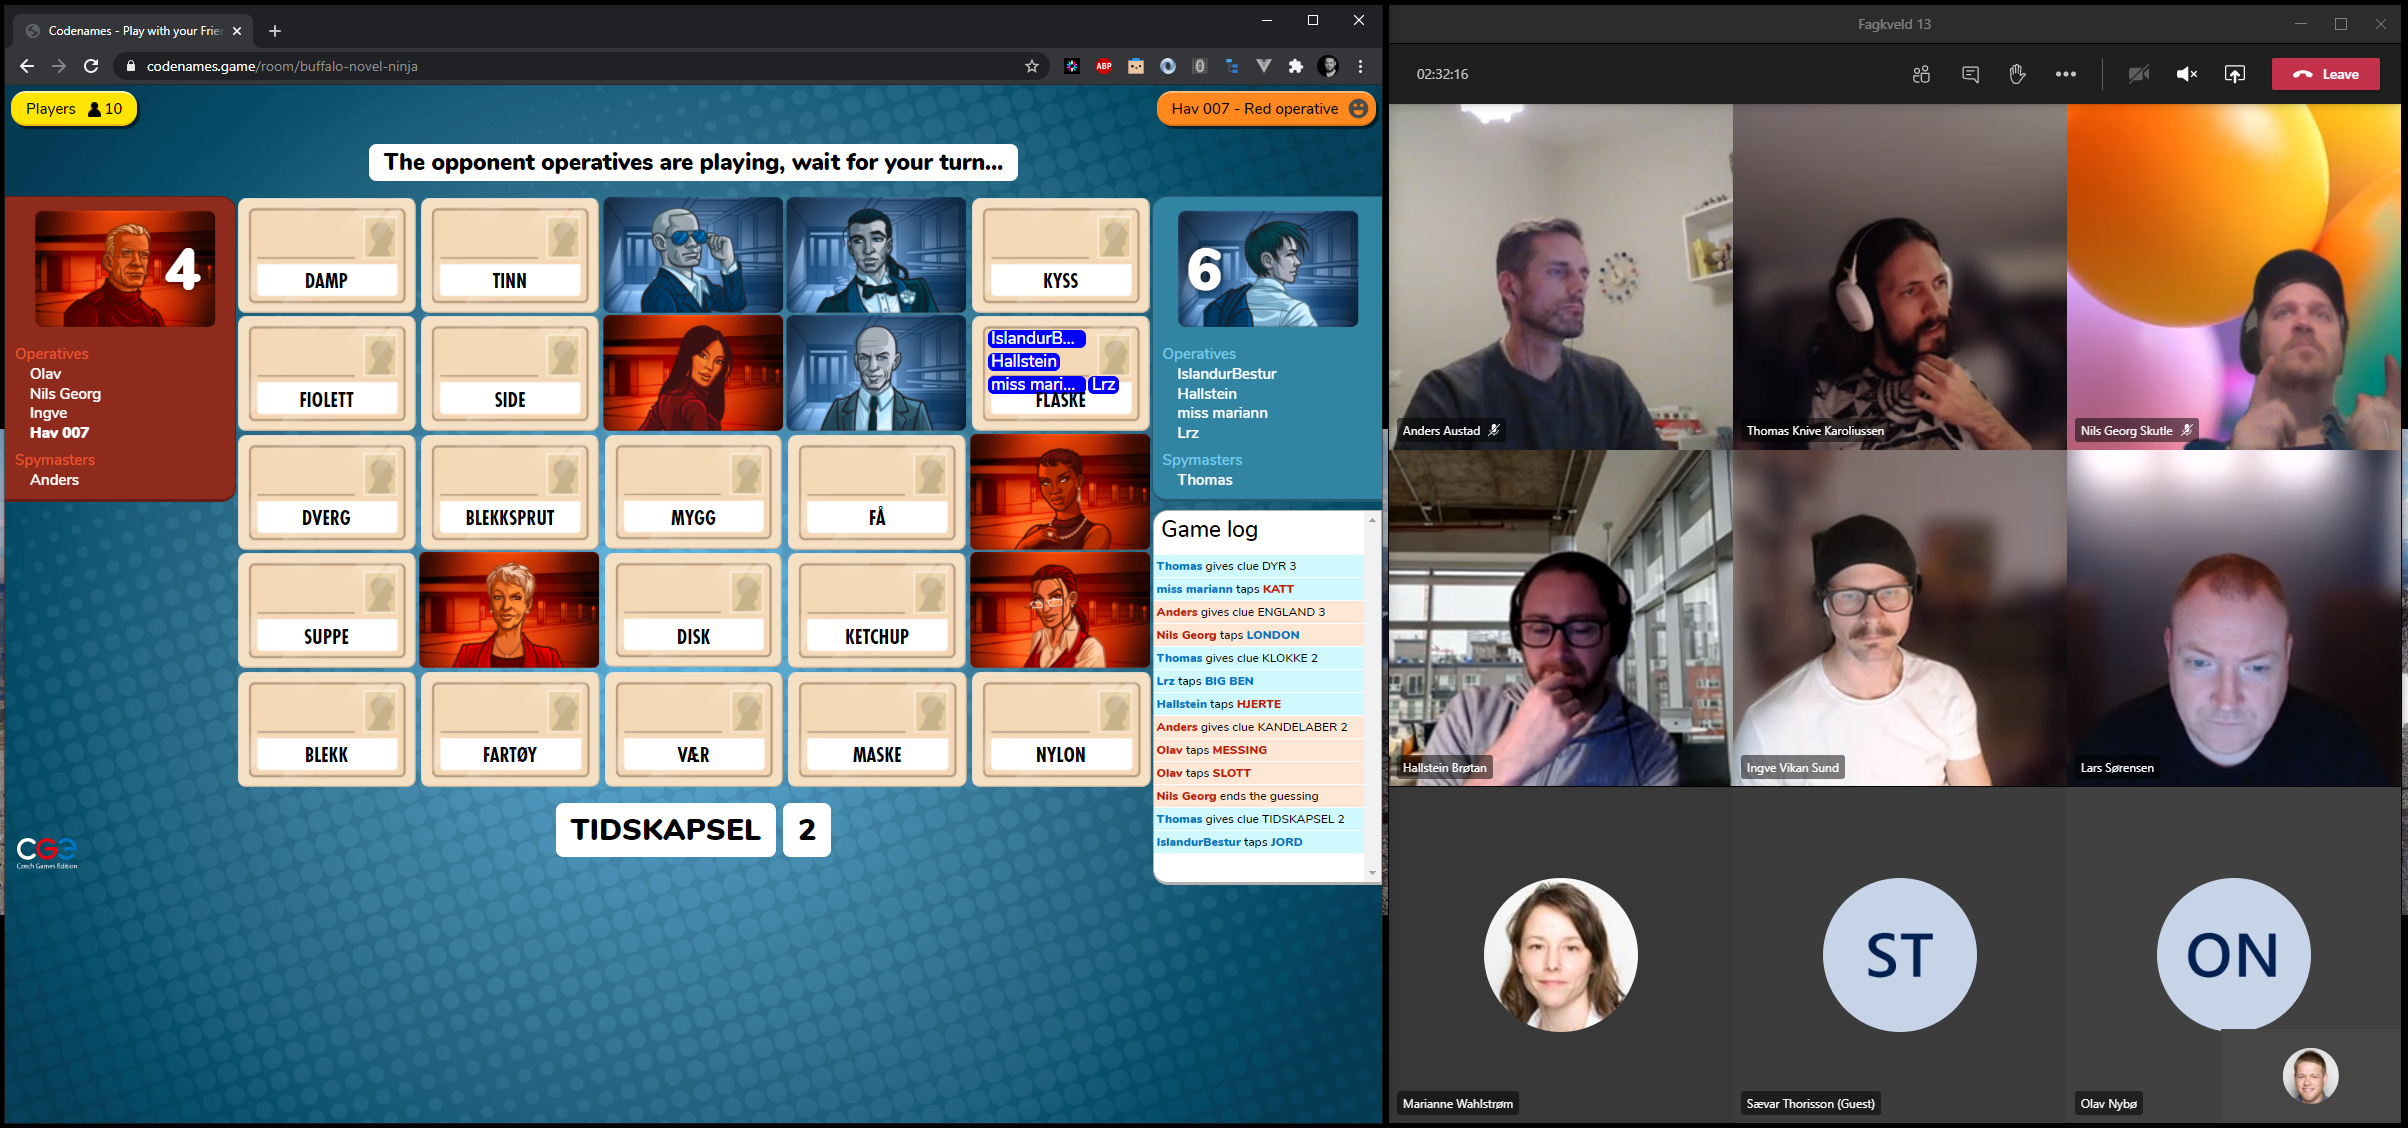 Codenames - Play with your Frie
codenames.game/room/buffalo-novel-ninja
ABP
Players 10
Hav 007 - Red operative
The opponent operatives are playing, wait for your turn...
4
Operatives
Olav
Nils Georg
Ingve
Hav 007
Spymasters
Anders
DAMP
TINN
KYSS
FIOLETT
SIDE
IslandurB...
Hallstein
miss mari... Lrz
FLASKE
DVERG
BLEKKSPRUT
MYGG
FÅ
SUPPE
DISK
KETCHUP
BLEKK
FARTØY
VÆR
MASKE
NYLON
TIDSKAPSEL 2
CGE
Czech Games Edition
6
Operatives
IslandurBestur
Hallstein
miss mariann
Lrz
Spymasters
Thomas
Game log
Thomas gives clue DYR 3
miss mariann taps KATT
Anders gives clue ENGLAND 3
Nils Georg taps LONDON
Thomas gives clue KLOKKE 2
Lrz taps BIG BEN
Hallstein taps HJERTE
Anders gives clue KANDELABER 2
Olav taps MESSING
Olav taps SLOTT
Nils Georg ends the guessing
Thomas gives clue TIDSKAPSEL 2
IslandurBestur taps JORD
Fagkveld 13
02:32:16
Leave
Anders Austad
Thomas Knive Karoliussen
Nils Georg Skutle
Hallstein Brøtan
Ingve Vikan Sund
Lars Sørensen
ST
ON
Marianne Wahlstrøm
Sævar Thorisson (Guest)
Olav Nybø